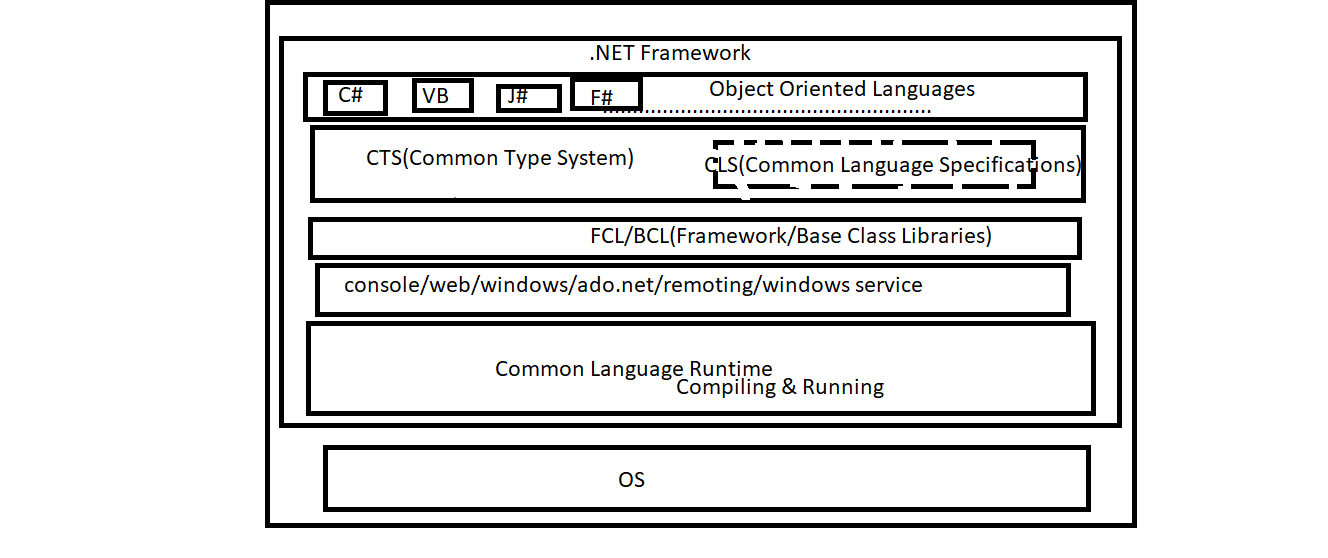 .NET Framework
C# VB J# F# Object Oriented Languages
..................................................
CTS(Common Type System) CLS(Common Language Specifications)
FCL/BCL(Framework/Base Class Libraries)
console/web/windows/ado.net/remoting/windows service
Common Language Runtime
Compiling & Running
OS